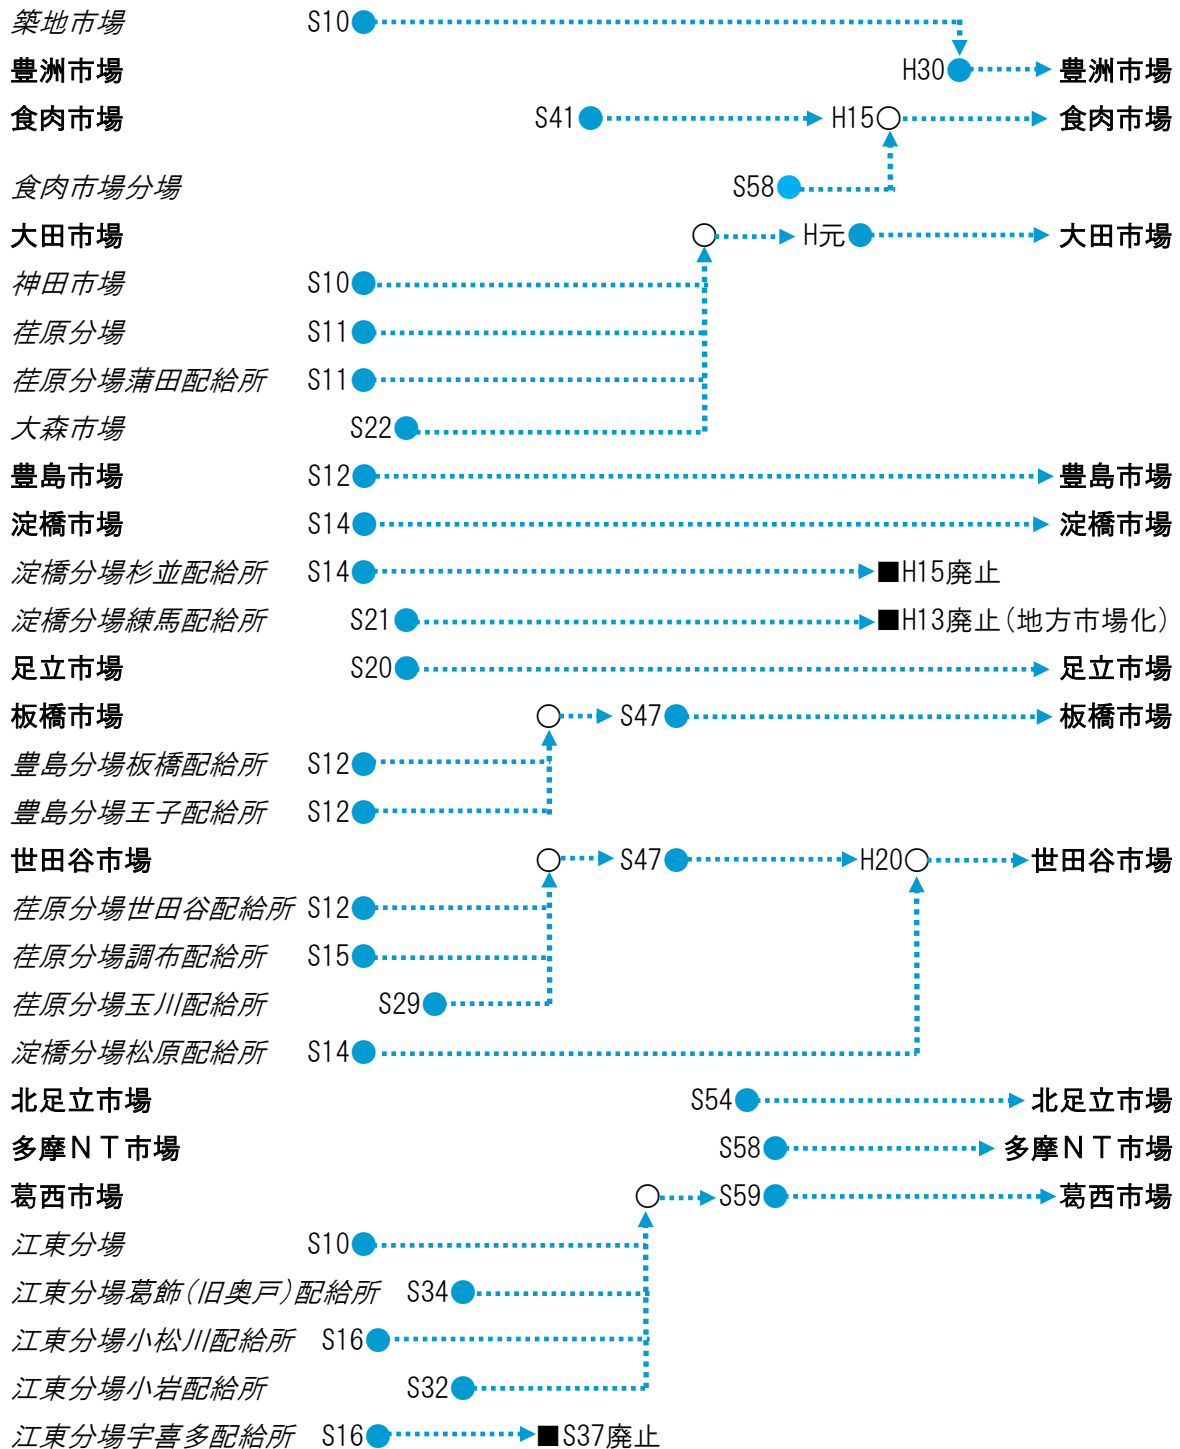 築地市場 S10
豊洲市場 H30 豊洲市場
食肉市場 S41 H15 食肉市場
食肉市場分場 S58
大田市場 H元 大田市場
神田市場 S10
荏原分場 S11
荏原分場蒲田配給所 S11
大森市場 S22
豊島市場 S12 豊島市場
淀橋市場 S14 淀橋市場
淀橋分場杉並配給所 S14 ■H15廃止
淀橋分場練馬配給所 S21 ■H13廃止（地方市場化）
足立市場 S20 足立市場
板橋市場 S47 板橋市場
豊島分場板橋配給所 S12
豊島分場王子配給所 S12
世田谷市場 S47 H20 世田谷市場
荏原分場世田谷配給所 S12
荏原分場調布配給所 S15
荏原分場玉川配給所 S29
淀橋分場松原配給所 S14
北足立市場 S54 北足立市場
多摩ＮＴ市場 S58 多摩ＮＴ市場
葛西市場 S59 葛西市場
江東分場 S10
江東分場葛飾（旧奥戸）配給所 S34
江東分場小松川配給所 S16
江東分場小岩配給所 S32
江東分場宇喜多配給所 S16 ■S37廃止